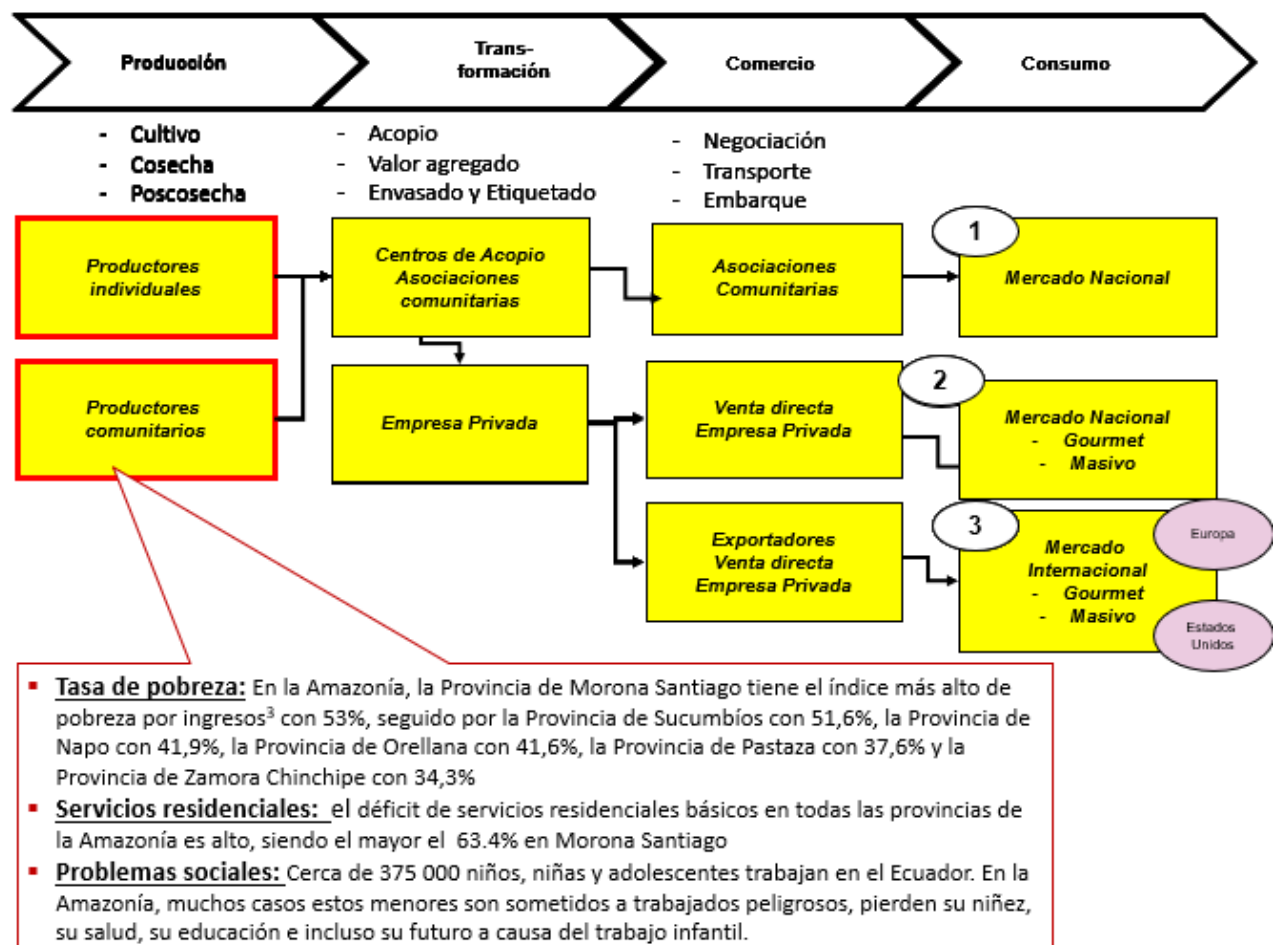 Producción
Trans-
formación
Comercio
Consumo
- Cultivo
- Cosecha
- Poscosecha
- Acopio
- Valor agregado
- Envasado y Etiquetado
- Negociación
- Transporte
- Embarque
Productores
individuales
Centros de Acopio
Asociaciones
comunitarias
Asociaciones
Comunitarias
1
Mercado Nacional
Productores
comunitarios
Empresa Privada
Venta directa
Empresa Privada
2
Mercado Nacional
- Gourmet
- Masivo
Exportadores
Venta directa
Empresa Privada
3
Mercado
Internacional
- Gourmet
- Masivo
Europa
Estados
Unidos
▪ Tasa de pobreza: En la Amazonía, la Provincia de Morona Santiago tiene el índice más alto de
pobreza por ingresos³ con 53%, seguido por la Provincia de Sucumbíos con 51,6%, la Provincia de
Napo con 41,9%, la Provincia de Orellana con 41,6%, la Provincia de Pastaza con 37,6% y la
Provincia de Zamora Chinchipe con 34,3%
▪ Servicios residenciales: el déficit de servicios residenciales básicos en todas las provincias de
la Amazonía es alto, siendo el mayor el 63.4% en Morona Santiago
▪ Problemas sociales: Cerca de 375 000 niños, niñas y adolescentes trabajan en el Ecuador. En la
Amazonía, muchos casos estos menores son sometidos a trabajados peligrosos, pierden su niñez,
su salud, su educación e incluso su futuro a causa del trabajo infantil.